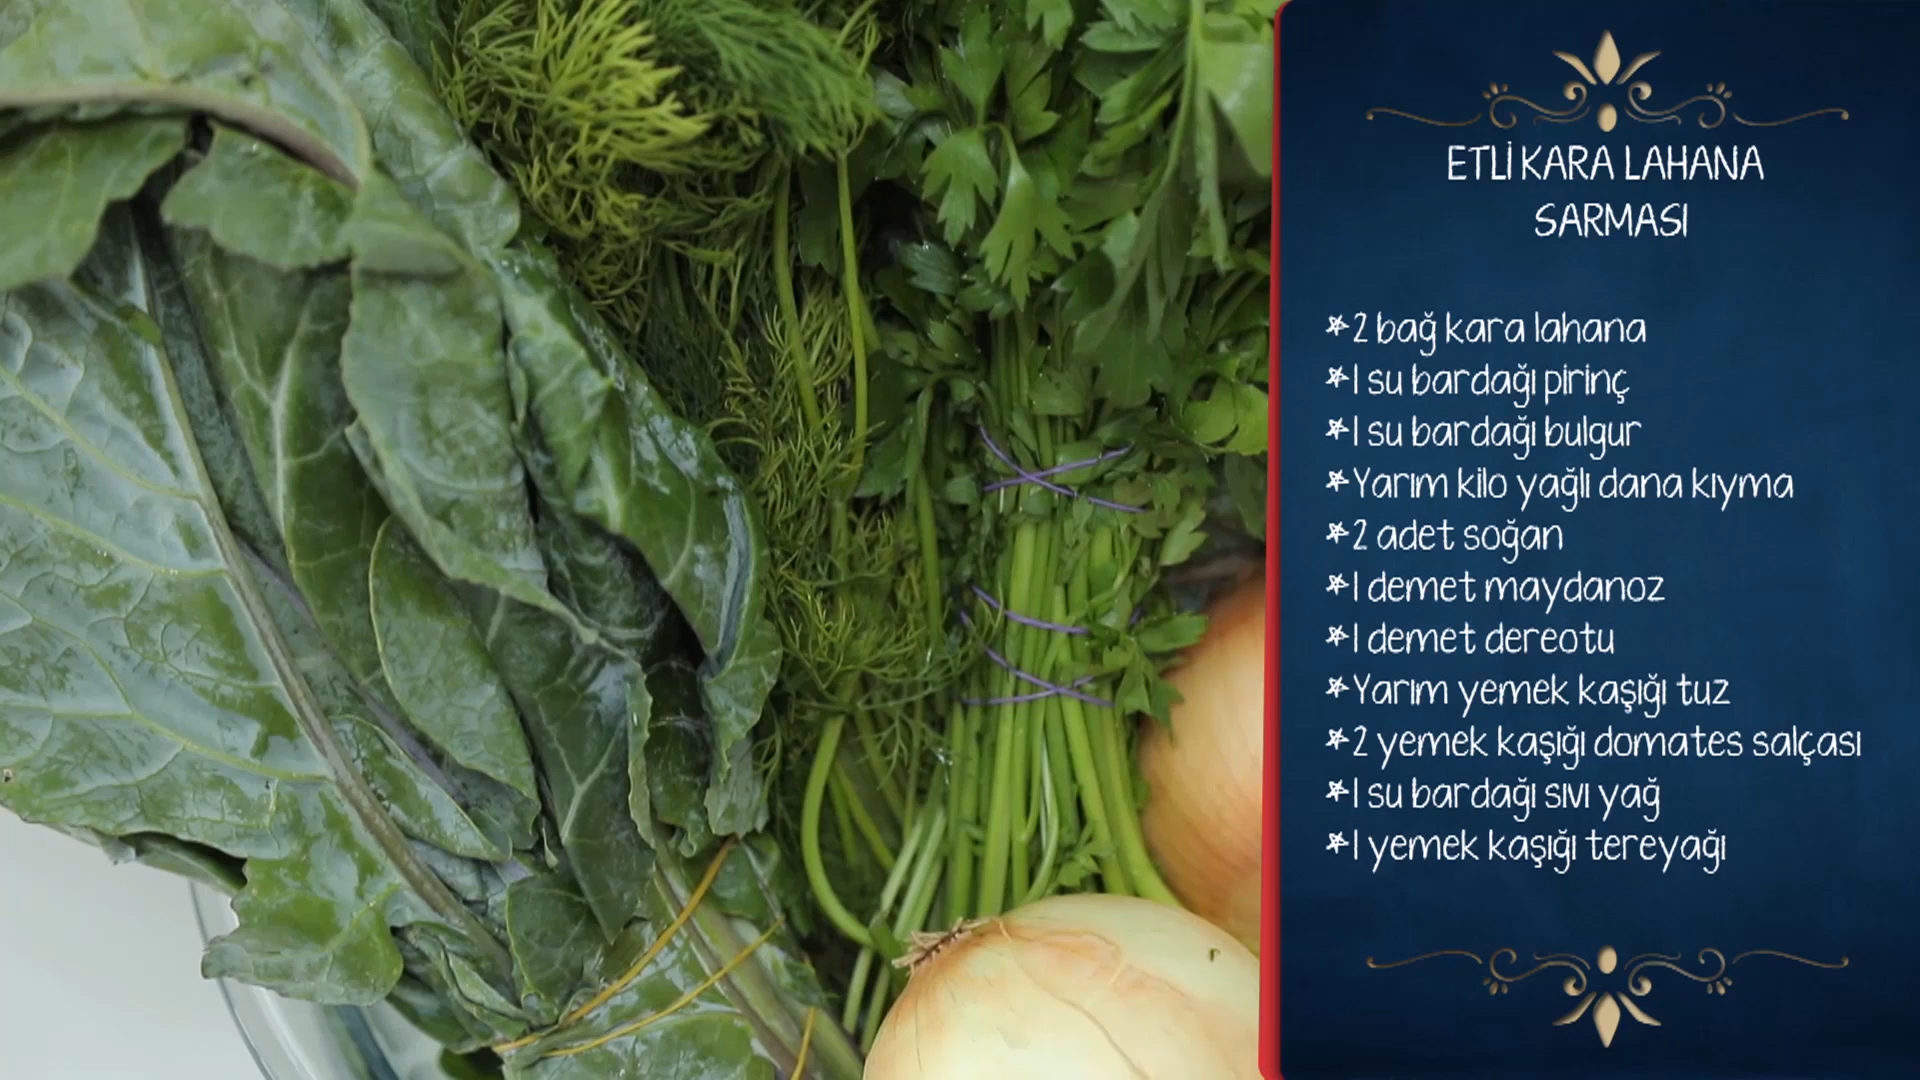 ETLİ KARA LAHANA
SARMASI
*2 bağ kara lahana
*1 su bardağı pirinç
*1 su bardağı bulgur
*Yarım kilo yağlı dana kıyma
*2 adet soğan
*1 demet maydanoz
*1 demet dereotu
*Yarım yemek kaşığı tuz
*2 yemek kaşığı domates salçası
*1 su bardağı sıvı yağ
*1 yemek kaşığı tereyağı